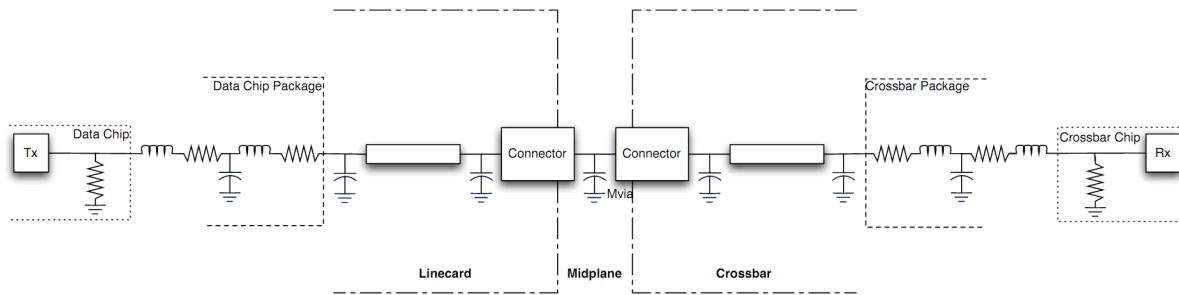 Data Chip Package
Crossbar Package
Data Chip
Crossbar Chip
Tx
Connector
Connector
Rx
Mvia
Linecard
Midplane
Crossbar